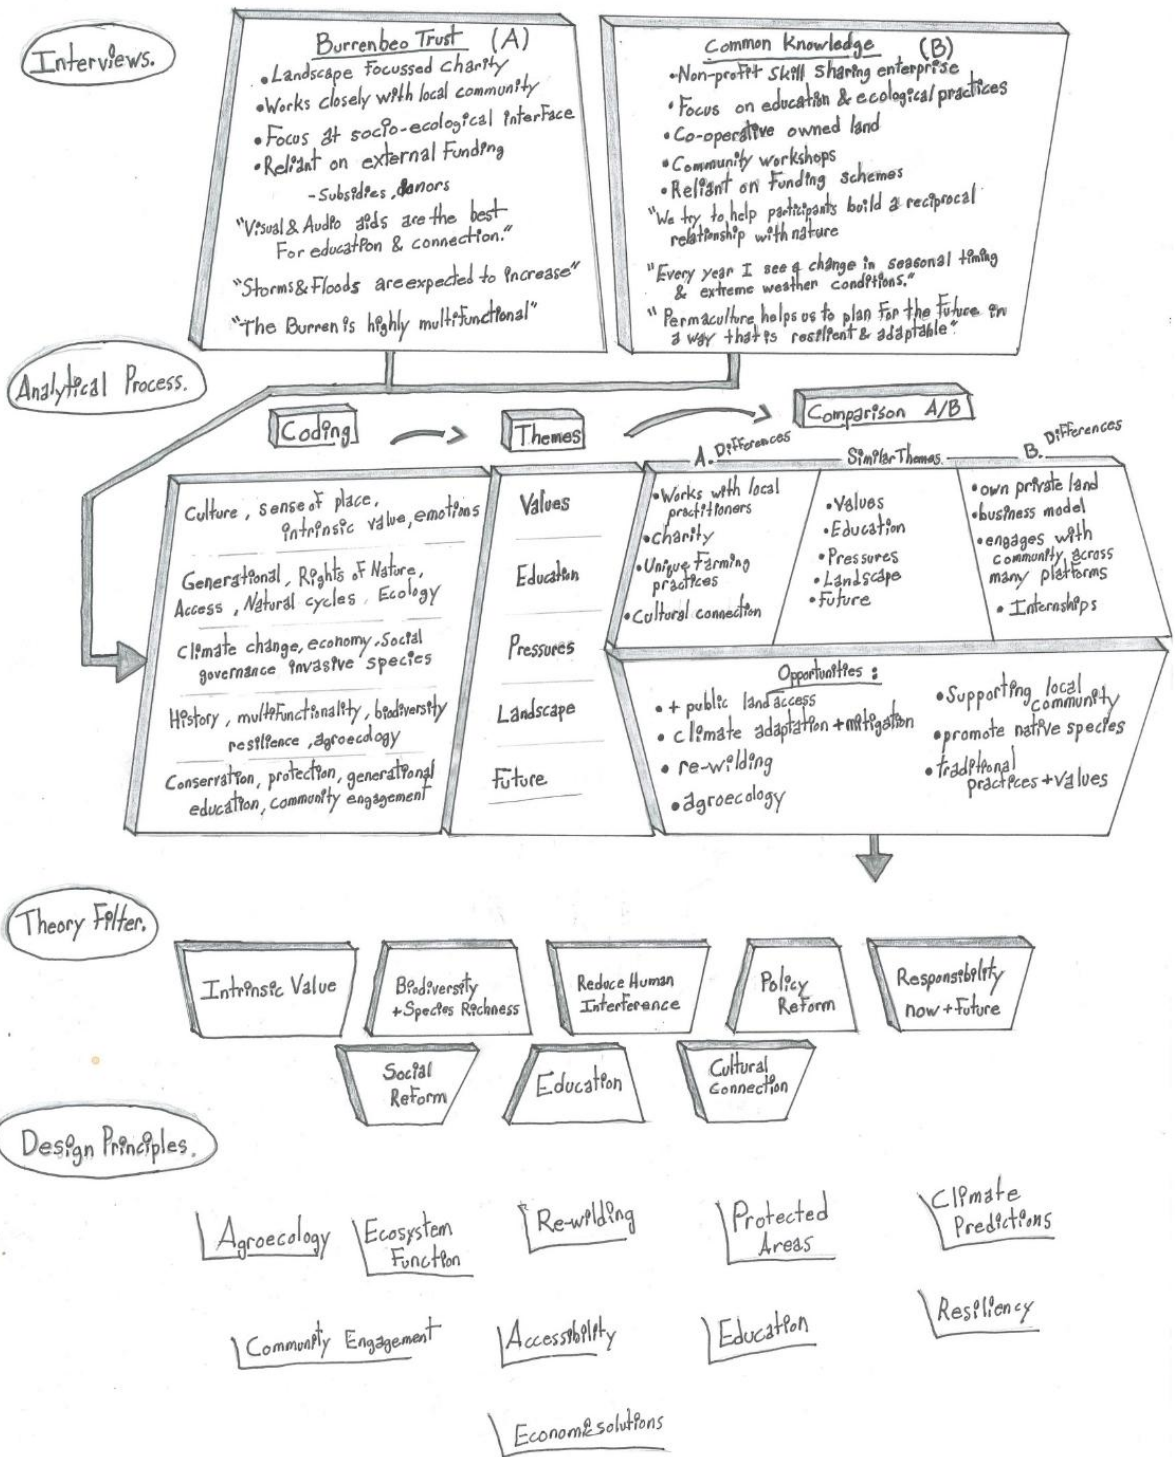 Interviews.
Burrenbeo Trust (A)
•Landscape Focussed charity
•Works closely with local community
•Focus at socio-ecological interface
•Reliant on external Funding
-Subsidies, donors
"Visual & Audio aids are the best
For education & connection."
"Storms & Floods are expected to increase"
"The Burren is highly multifunctional"
Common Knowledge (B)
•Non-profit skill sharing enterprise
•Focus on education & ecological practices
•Co-operative owned land
•Community workshops
•Reliant on Funding schemes
"We try to help participants build a reciprocal
relationship with nature
"Every year I see a change in seasonal timing
& extreme weather conditions."
"Permaculture helps us to plan For the Future in
a way that is resilient & adaptable"
Analytical Process.
Coding
Themes
Comparison A/B
Culture, sense of place,
intrinsic value, emotions
Generational, Rights of Nature,
Access, Natural cycles, Ecology
Climate change, economy, Social
governance invasive species
History, multifunctionality, biodiversity
resilience, agroecology
Conservation, protection, generational
education, community engagement
Values
Education
Pressures
Landscape
Future
A. Differences
•Works with local
practitioners
•charity
•Unique Farming
practices
•Cultural connection
Similar Themes
•Values
•Education
•Pressures
•Landscape
•Future
B. Differences
•own private land
•business model
•engages with
community across
many platforms
•Internships
Opportunities:
•+ public land access
•climate adaptation + mitigation
•re-wilding
•agroecology
•Supporting local
community
•promote native species
•traditional
practices + values
Theory Filter.
Intrinsic Value
Biodiversity
+ Species Richness
Reduce Human
Interference
Policy
Reform
Responsibility
now + Future
Social
Reform
Education
Cultural
Connection
Design Principles.
Agroecology
Ecosystem
Function
Re-wilding
Protected
Areas
Climate
Predictions
Community Engagement
Accessibility
Education
Resiliency
Economic solutions